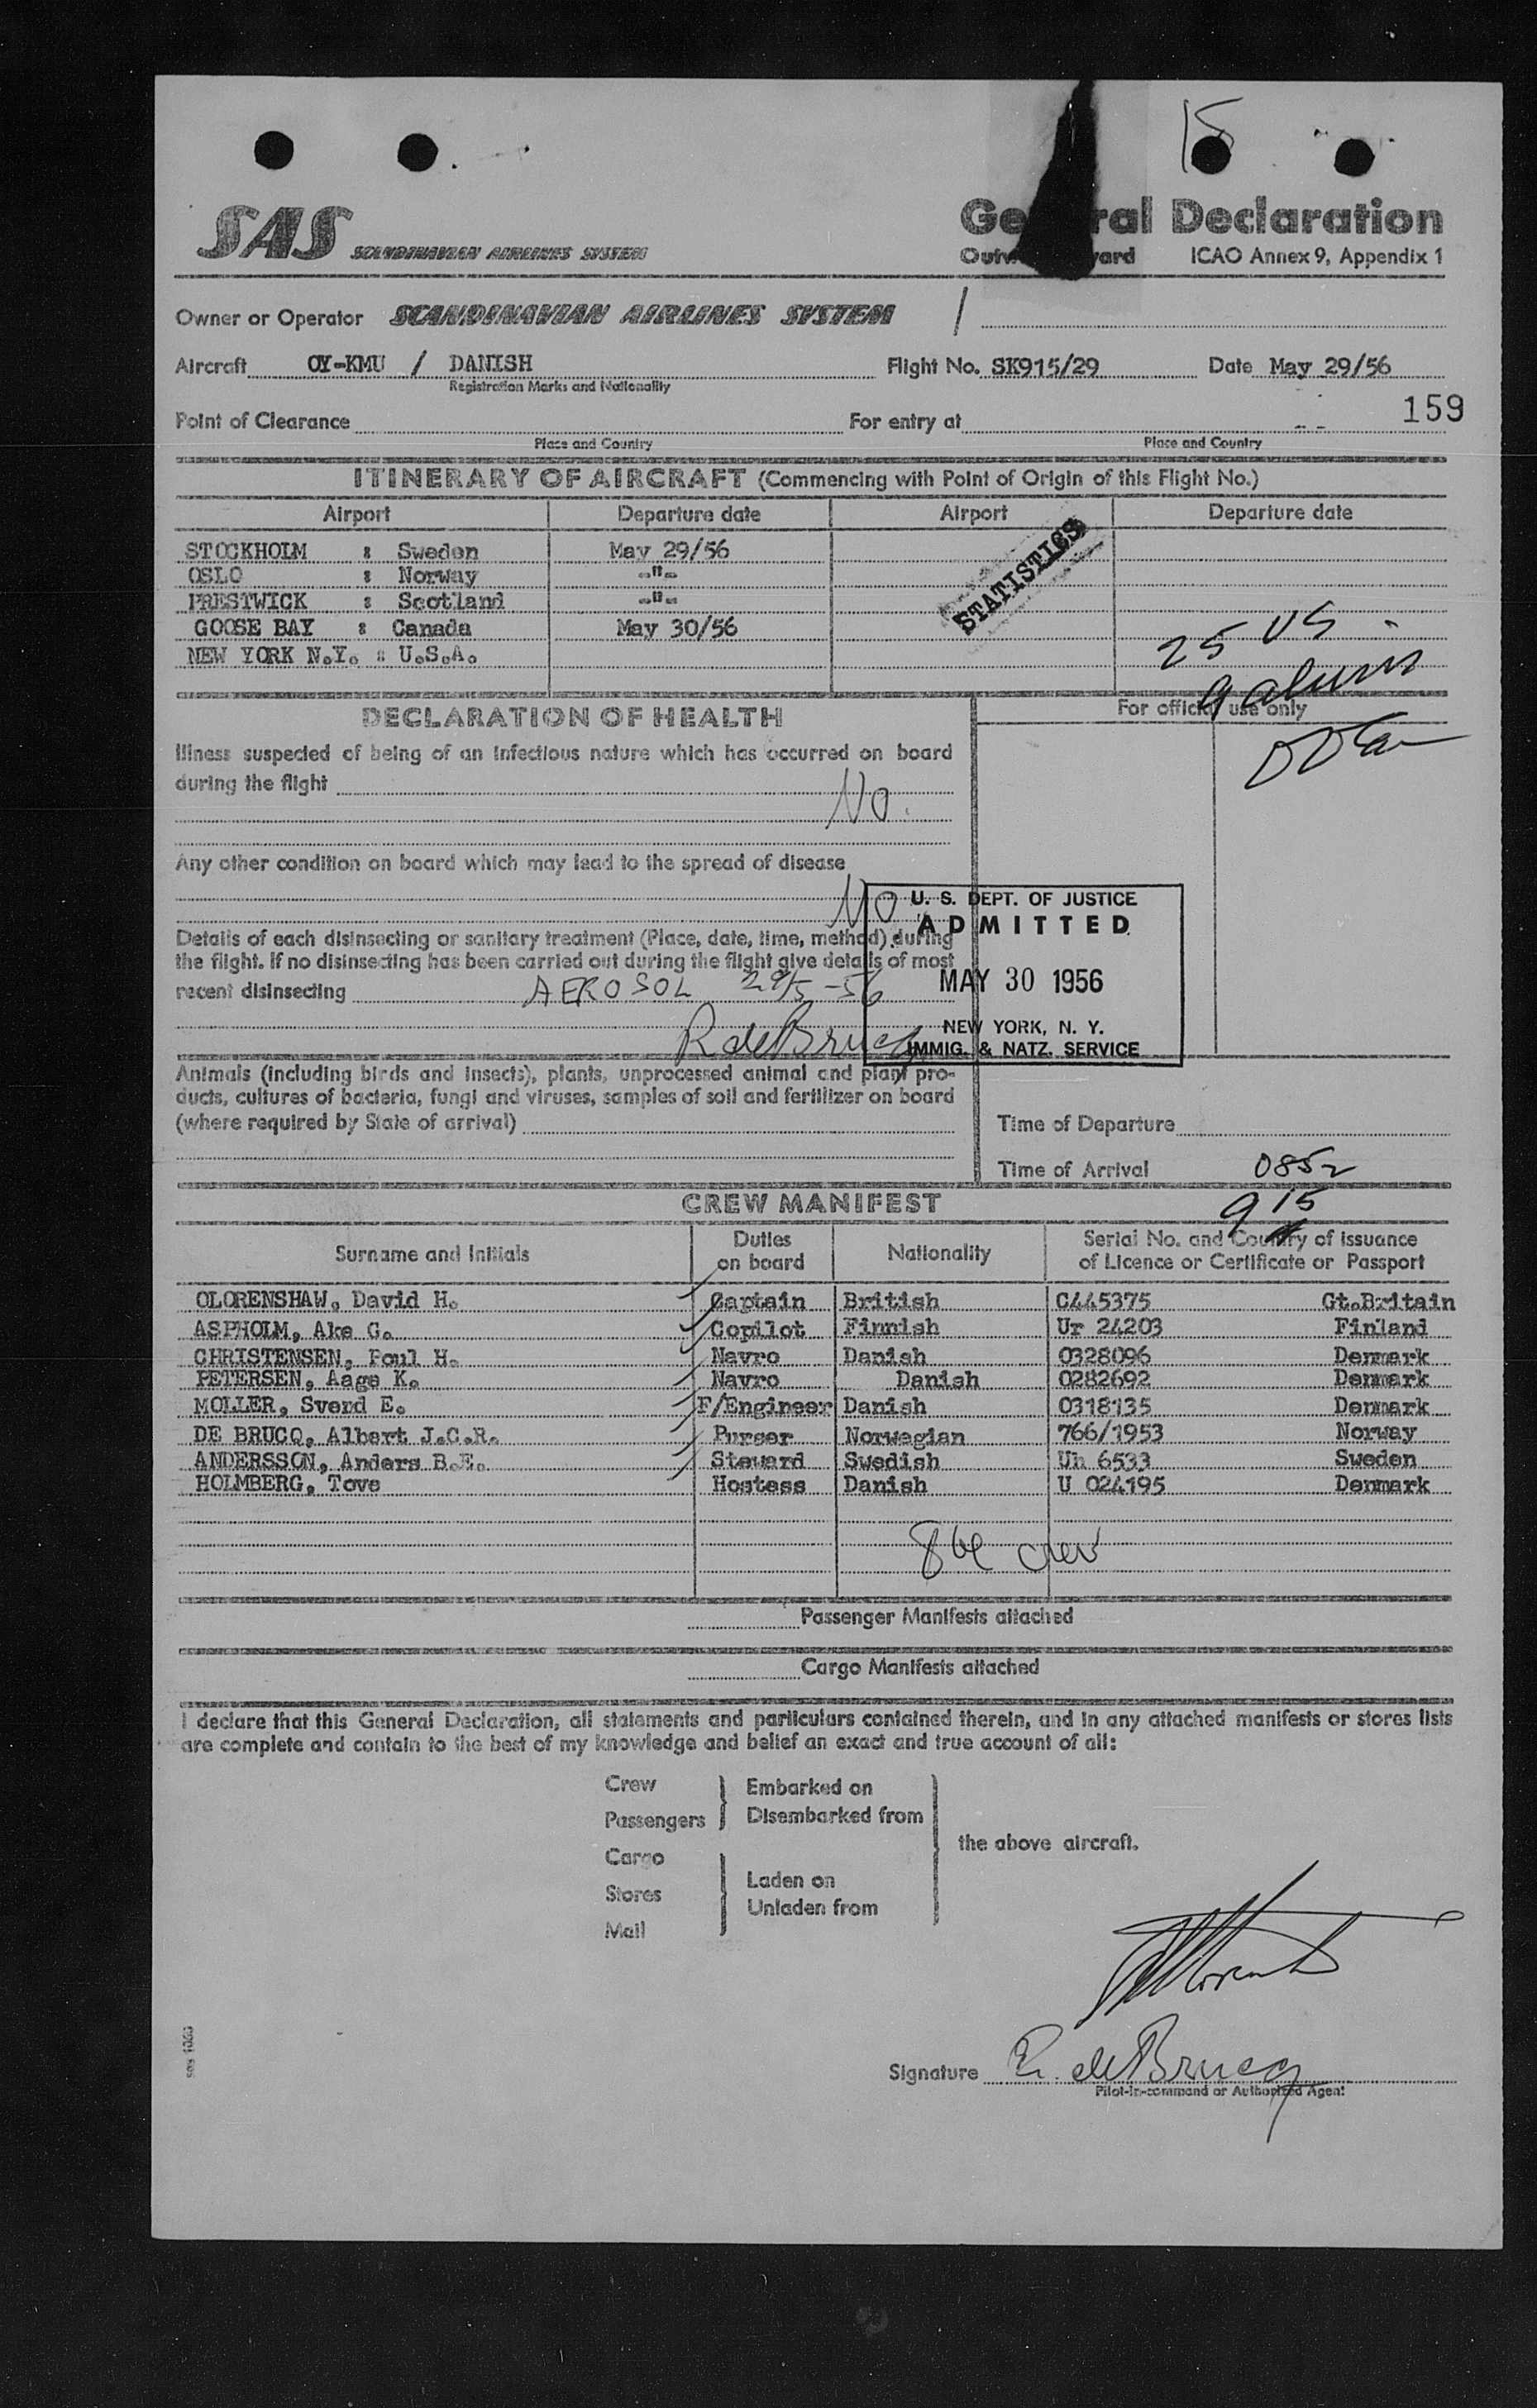 15
SAS SCANDINAVIAN AIRLINES SYSTEM
General Declaration
ICAO Annex 9, Appendix 1
Owner or Operator SCANDINAVIAN AIRLINES SYSTEM /
Aircraft OY-KMU / DANISH Flight No. SK915/29 Date May 29/56
Registration Marks and Nationality
159
Point of Clearance For entry at
Place and Country Place and Country
ITINERARY OF AIRCRAFT (Commencing with Point of Origin of this Flight No.)
Airport Departure date Airport Departure date
STOCKHOLM : Sweden May 29/56
OSLO : Norway -"-
PRESTWICK : Scotland -"-
GOOSE BAY : Canada May 30/56
NEW YORK N.Y. : U.S.A.
STATISTICS
25 US
9 aliens
DECLARATION OF HEALTH
For official use only
Illness suspected of being of an infectious nature which has occurred on board
during the flight
No.
Any other condition on board which may lead to the spread of disease
No
Details of each disinsecting or sanitary treatment (Place, date, time, method) during
the flight. If no disinsecting has been carried out during the flight give details of most
recent disinsecting AEROSOL 29/5-56
R de Brucq
U. S. DEPT. OF JUSTICE
ADMITTED
MAY 30 1956
NEW YORK, N. Y.
IMMIG. & NATZ. SERVICE
Animals (including birds and insects), plants, unprocessed animal and plant pro-
ducts, cultures of bacteria, fungi and viruses, samples of soil and fertilizer on board
(where required by State of arrival)
Time of Departure
Time of Arrival 0852
915
CREW MANIFEST
Surname and Initials Duties on board Nationality Serial No. and Country of issuance of Licence or Certificate or Passport
OLORENSHAW, David H. Captain British C445375 Gt.Britain
ASPHOLM, Ake G. Copilot Finnish Ur 24203 Finland
CHRISTENSEN, Poul H. Navro Danish 0328096 Denmark
PETERSEN, Aage K. Navro Danish 0282692 Denmark
MOLLER, Sverd E. F/Engineer Danish 0318135 Denmark
DE BRUCQ, Albert J.C.R. Purser Norwegian 766/1953 Norway
ANDERSSON, Anders B.E. Steward Swedish Uh 6533 Sweden
HOLMBERG, Tove Hostess Danish U 024195 Denmark
8 crew
Passenger Manifests attached
Cargo Manifests attached
I declare that this General Declaration, all statements and particulars contained therein, and in any attached manifests or stores lists
are complete and contain to the best of my knowledge and belief an exact and true account of all:
Crew
Passengers
Embarked on
Disembarked from
Cargo
Stores
Mail
Laden on
Unladen from
the above aircraft.
Signature R. de Brucq
Pilot-in-command or Authorized Agent